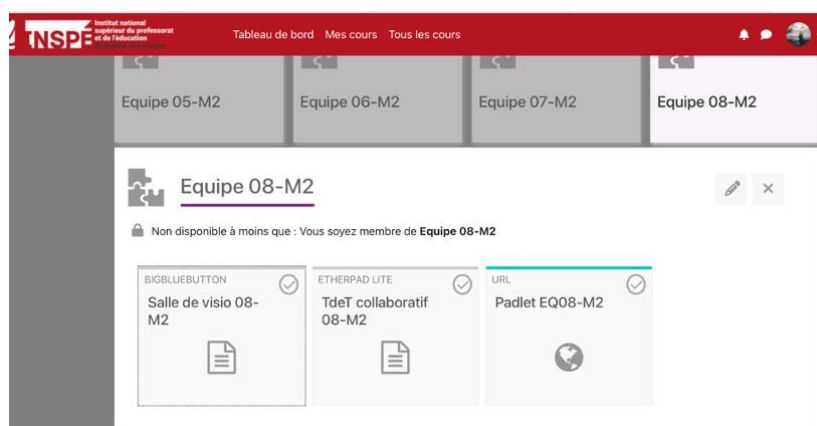 INSPÉ
Institut national
supérieur du professorat
et de l'éducation
Tableau de bord Mes cours Tous les cours
Equipe 05-M2 Equipe 06-M2 Equipe 07-M2 Equipe 08-M2
Equipe 08-M2
Non disponible à moins que : Vous soyez membre de Equipe 08-M2
BIGBLUEBUTTON
Salle de visio 08-
M2
ETHERPAD LITE
TdeT collaboratif
08-M2
URL
Padlet EQ08-M2